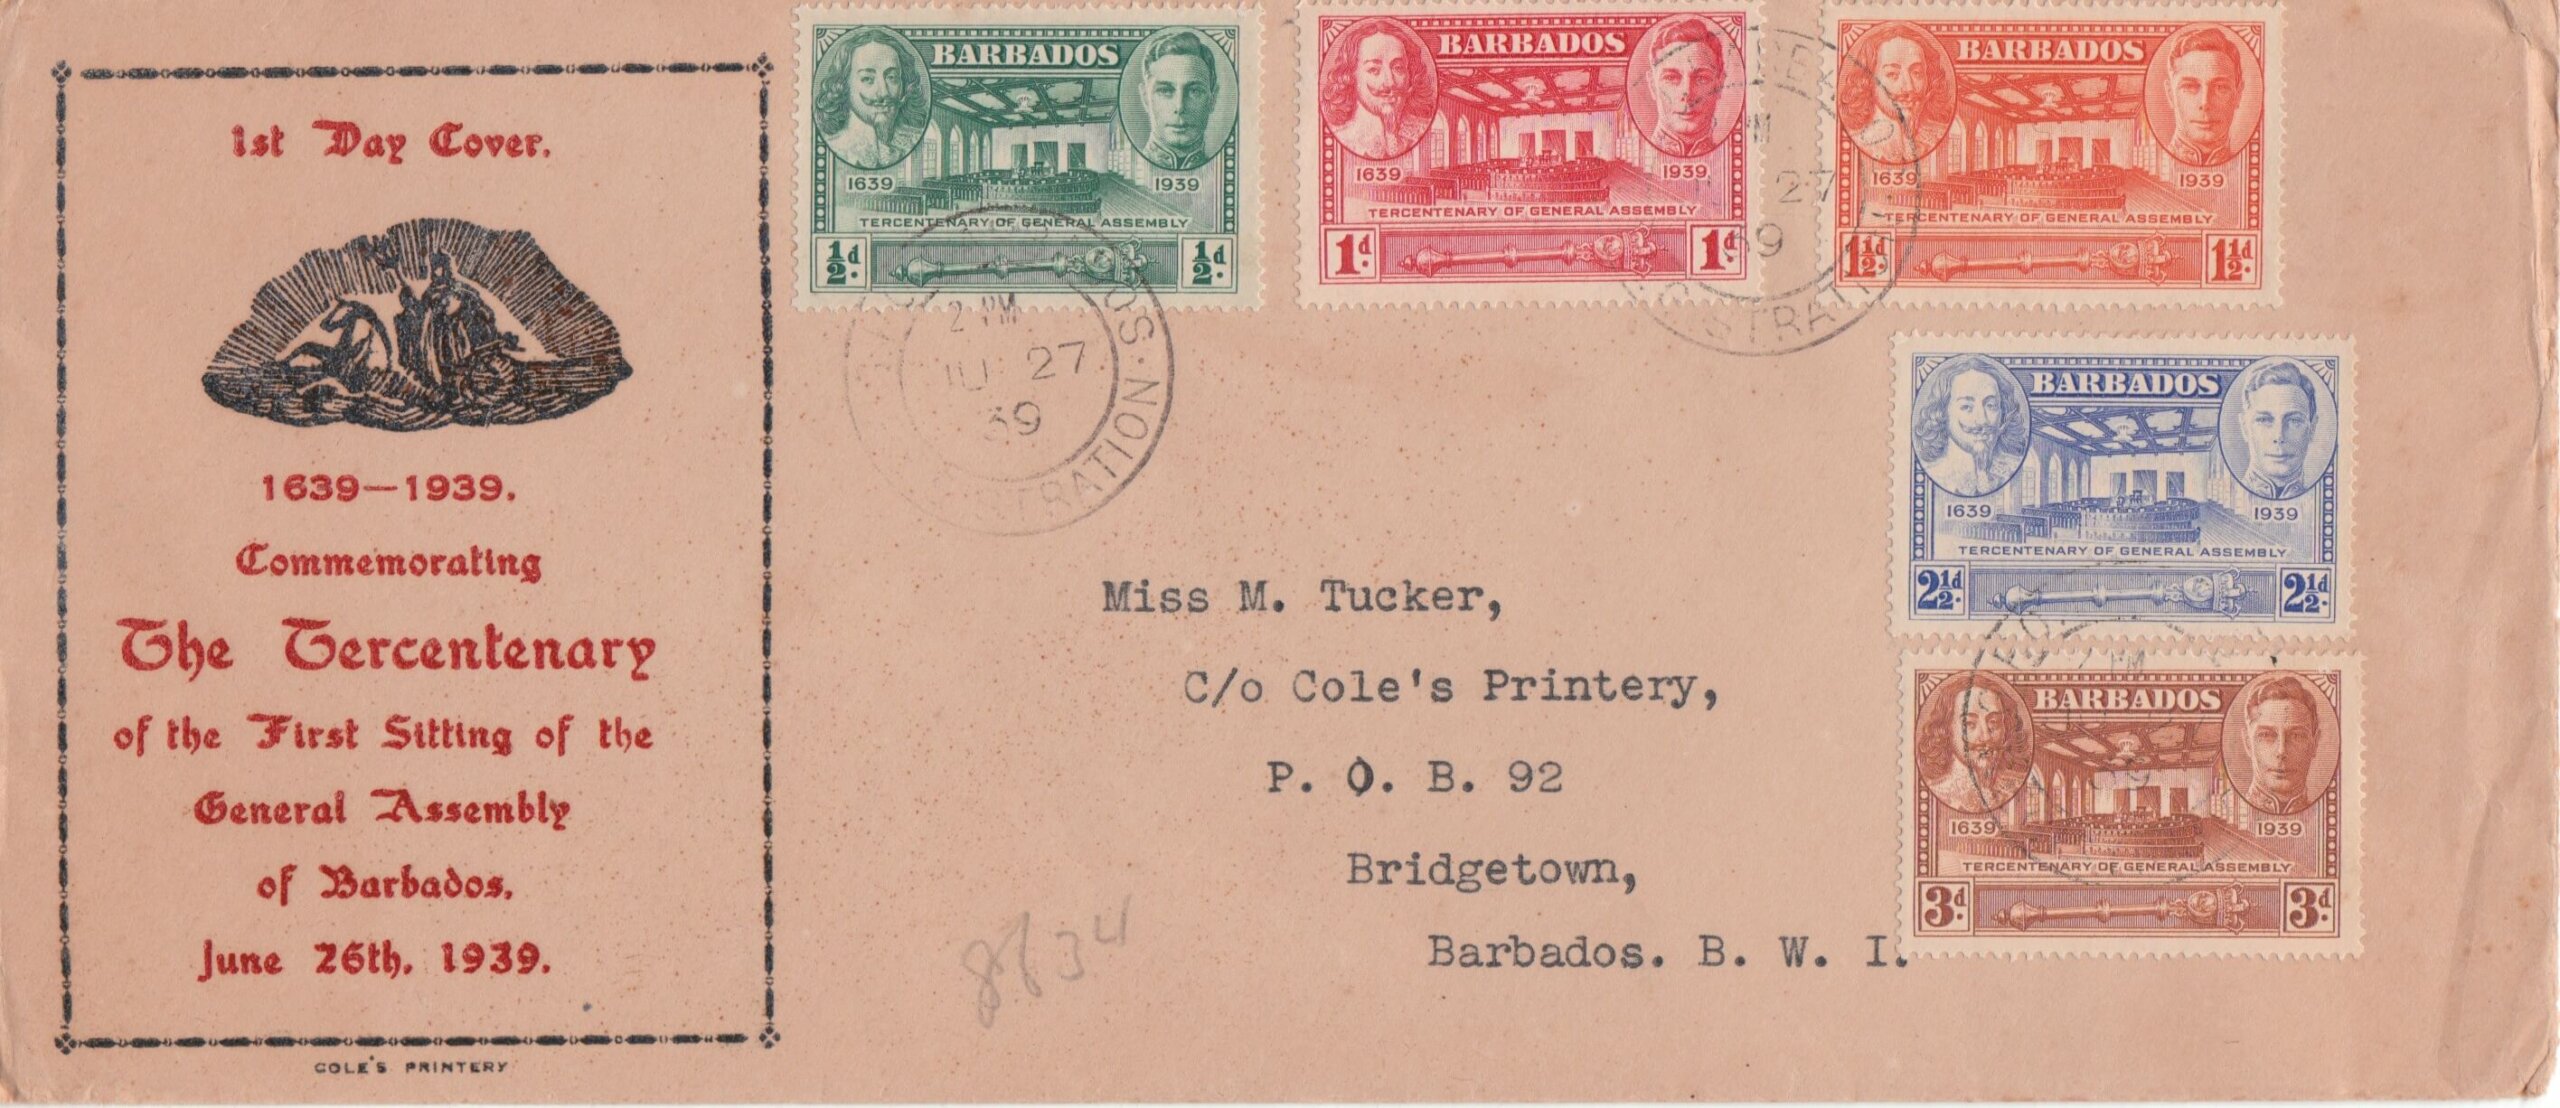 1st Day Cover.
1639—1939.
Commemorating
The Tercentenary
of the First Sitting of the
General Assembly
of Barbados.
June 26th, 1939.
COLE'S PRINTERY
BARBADOS
1639 1939
TERCENTENARY OF GENERAL ASSEMBLY
½d. ½d.
BARBADOS
1639 1939
TERCENTENARY OF GENERAL ASSEMBLY
1d. 1d.
BARBADOS
1639 1939
TERCENTENARY OF GENERAL ASSEMBLY
1½d. 1½d.
BARBADOS
1639 1939
TERCENTENARY OF GENERAL ASSEMBLY
2½d. 2½d.
BARBADOS
1639 1939
TERCENTENARY OF GENERAL ASSEMBLY
3d. 3d.
2 PM
27
39
PM
27
39
PM
Miss M. Tucker,
C/o Cole's Printery,
P. O. B. 92
Bridgetown,
Barbados. B. W. I.